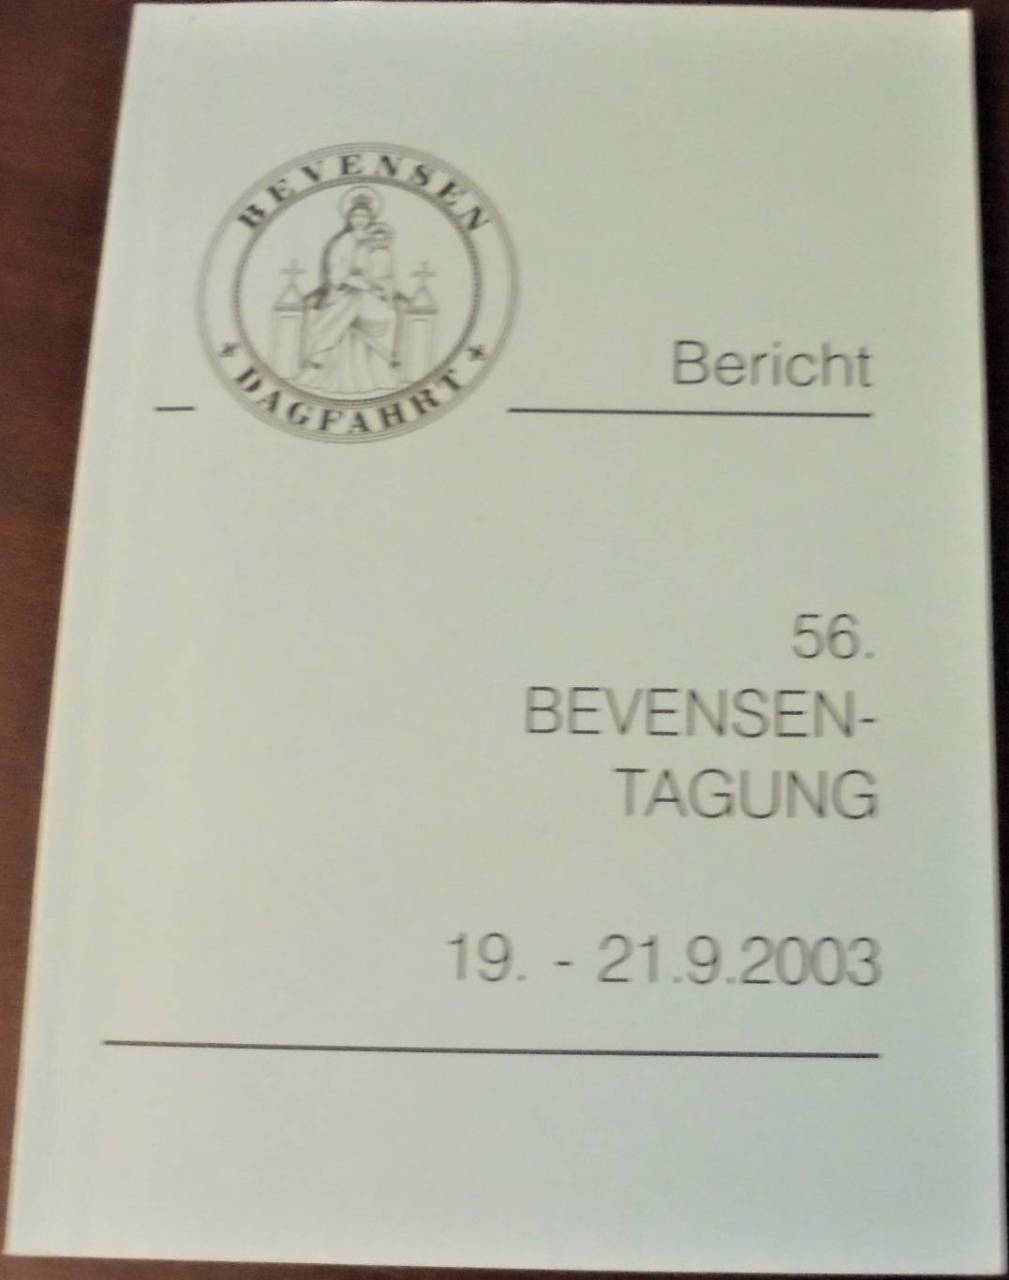 BEVENSEN
DAGFAHRT
Bericht
56.
BEVENSEN-
TAGUNG
19. - 21.9.2003